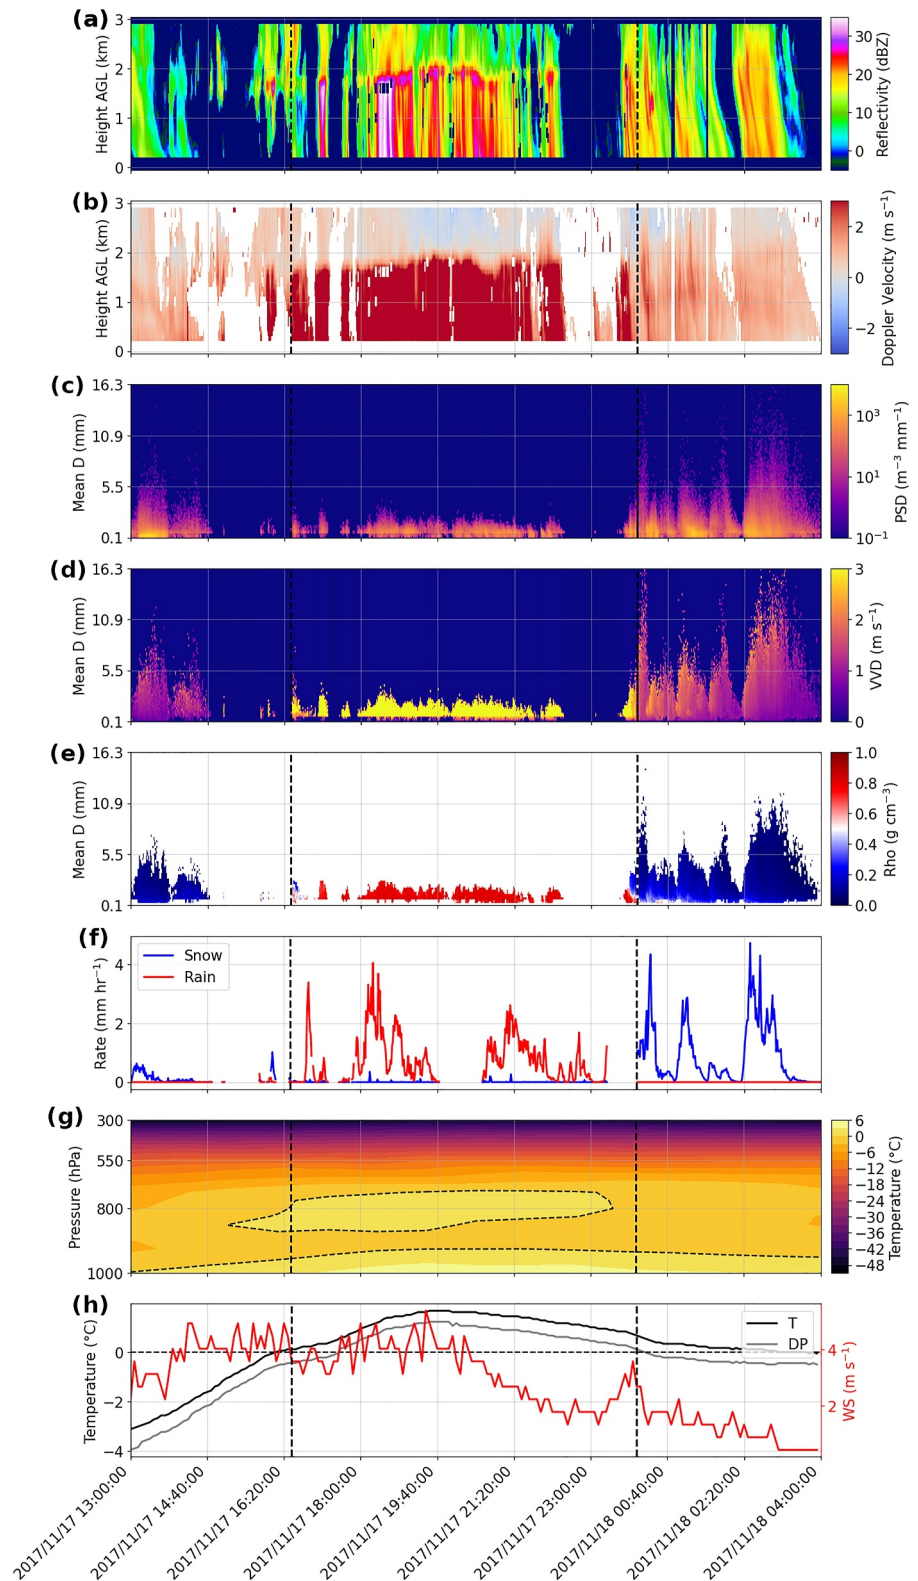 (a)
3
2
1
0
Height AGL (km)
30
20
10
0
Reflectivity (dBZ)
(b)
3
2
1
0
Height AGL (km)
2
0
−2
Doppler Velocity (m s⁻¹)
(c)
16.3
10.9
5.5
0.1
Mean D (mm)
10³
10¹
10⁻¹
PSD (m⁻³ mm⁻¹)
(d)
16.3
10.9
5.5
0.1
Mean D (mm)
3
2
1
0
VVD (m s⁻¹)
(e)
16.3
10.9
5.5
0.1
Mean D (mm)
1.0
0.8
0.6
0.4
0.2
0.0
Rho (g cm⁻³)
(f)
4
2
0
Rate (mm hr⁻¹)
Snow
Rain
(g)
300
550
800
1000
Pressure (hPa)
6
0
−6
−12
−18
−24
−30
−36
−42
−48
Temperature (°C)
(h)
0
−2
−4
Temperature (°C)
T
DP
4
2
WS (m s⁻¹)
2017/11/17 13:00:00
2017/11/17 14:40:00
2017/11/17 16:20:00
2017/11/17 18:00:00
2017/11/17 19:40:00
2017/11/17 21:20:00
2017/11/17 23:00:00
2017/11/18 00:40:00
2017/11/18 02:20:00
2017/11/18 04:00:00